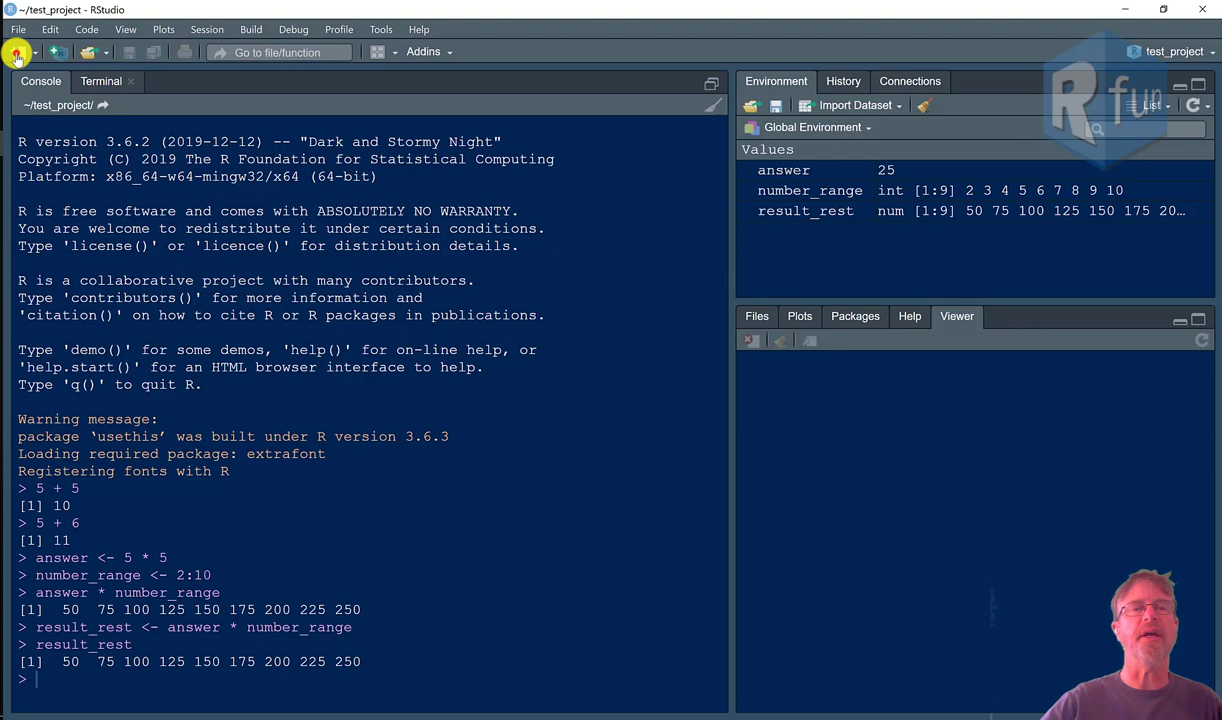 ~/test_project - RStudio
File Edit Code View Plots Session Build Debug Profile Tools Help
Go to file/function Addins test_project
Console Terminal
~/test_project/
R version 3.6.2 (2019-12-12) -- "Dark and Stormy Night"
Copyright (C) 2019 The R Foundation for Statistical Computing
Platform: x86_64-w64-mingw32/x64 (64-bit)
R is free software and comes with ABSOLUTELY NO WARRANTY.
You are welcome to redistribute it under certain conditions.
Type 'license()' or 'licence()' for distribution details.
R is a collaborative project with many contributors.
Type 'contributors()' for more information and
'citation()' on how to cite R or R packages in publications.
Type 'demo()' for some demos, 'help()' for on-line help, or
'help.start()' for an HTML browser interface to help.
Type 'q()' to quit R.
Warning message:
package ‘usethis’ was built under R version 3.6.3
Loading required package: extrafont
Registering fonts with R
> 5 + 5
[1] 10
> 5 + 6
[1] 11
> answer <- 5 * 5
> number_range <- 2:10
> answer * number_range
[1]  50  75 100 125 150 175 200 225 250
> result_rest <- answer * number_range
> result_rest
[1]  50  75 100 125 150 175 200 225 250
>
Environment History Connections
Import Dataset List
Global Environment
R fun
Values
answer 25
number_range int [1:9] 2 3 4 5 6 7 8 9 10
result_rest num [1:9] 50 75 100 125 150 175 20…
Files Plots Packages Help Viewer